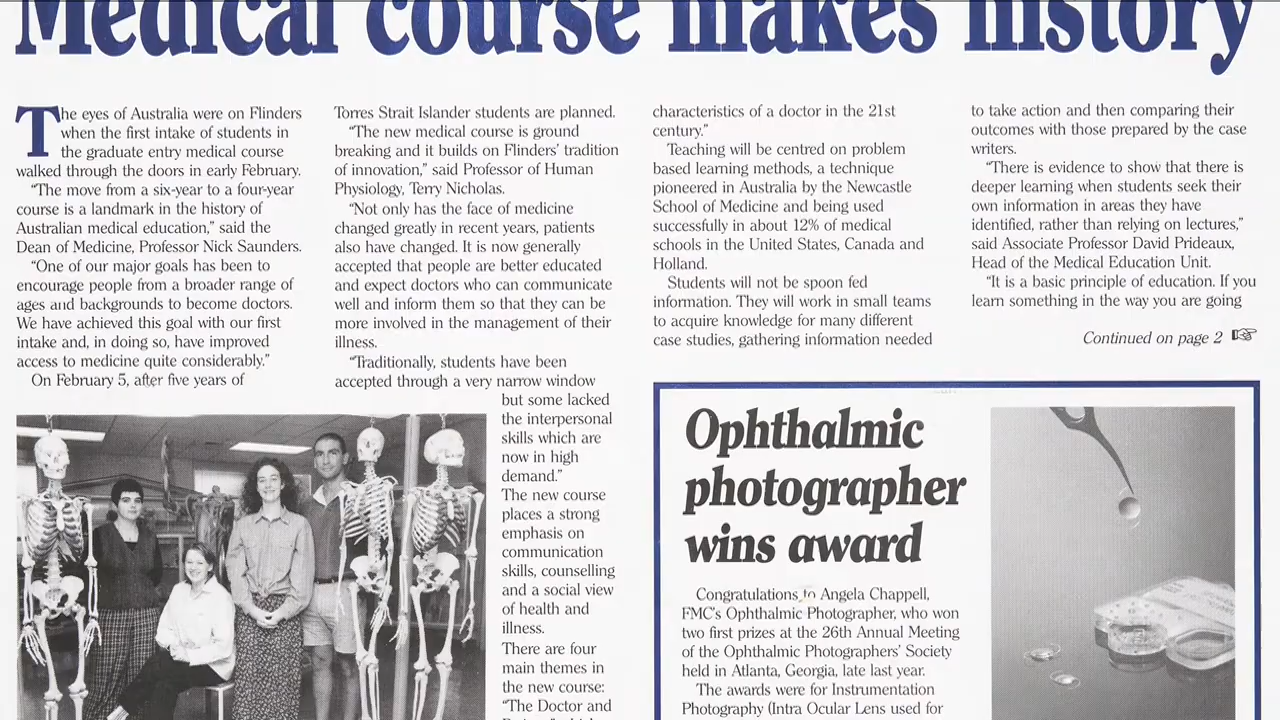 Medical course makes history
The eyes of Australia were on Flinders
when the first intake of students in
the graduate entry medical course
walked through the doors in early February.
“The move from a six-year to a four-year
course is a landmark in the history of
Australian medical education,” said the
Dean of Medicine, Professor Nick Saunders.
“One of our major goals has been to
encourage people from a broader range of
ages and backgrounds to become doctors.
We have achieved this goal with our first
intake and, in doing so, have improved
access to medicine quite considerably.”
On February 5, after five years of
Torres Strait Islander students are planned.
“The new medical course is ground
breaking and it builds on Flinders’ tradition
of innovation,” said Professor of Human
Physiology, Terry Nicholas.
“Not only has the face of medicine
changed greatly in recent years, patients
also have changed. It is now generally
accepted that people are better educated
and expect doctors who can communicate
well and inform them so that they can be
more involved in the management of their
illness.
“Traditionally, students have been
accepted through a very narrow window
but some lacked
the interpersonal
skills which are
now in high
demand.”
The new course
places a strong
emphasis on
communication
skills, counselling
and a social view
of health and
illness.
There are four
main themes in
the new course:
“The Doctor and
characteristics of a doctor in the 21st
century.”
Teaching will be centred on problem
based learning methods, a technique
pioneered in Australia by the Newcastle
School of Medicine and being used
successfully in about 12% of medical
schools in the United States, Canada and
Holland.
Students will not be spoon fed
information. They will work in small teams
to acquire knowledge for many different
case studies, gathering information needed
to take action and then comparing their
outcomes with those prepared by the case
writers.
“There is evidence to show that there is
deeper learning when students seek their
own information in areas they have
identified, rather than relying on lectures,”
said Associate Professor David Prideaux,
Head of the Medical Education Unit.
“It is a basic principle of education. If you
learn something in the way you are going
Continued on page 2
Ophthalmic
photographer
wins award
Congratulations to Angela Chappell,
FMC’s Ophthalmic Photographer, who won
two first prizes at the 26th Annual Meeting
of the Ophthalmic Photographers’ Society
held in Atlanta, Georgia, late last year.
The awards were for Instrumentation
Photography (Intra Ocular Lens used for